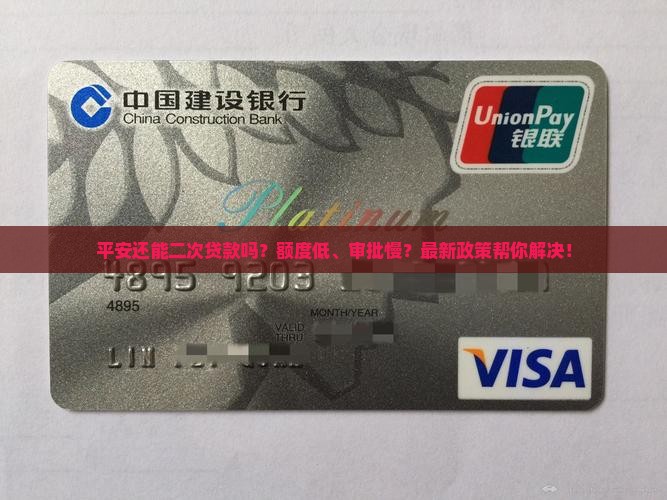 中国建设银行
China Construction Bank
UnionPay
银联
Platinum
平安还能二次贷款吗？额度低、审批慢？最新政策帮你解决！
4895 9203
4895
MONTH/YEAR
VALID
THRU
LIN
VISA